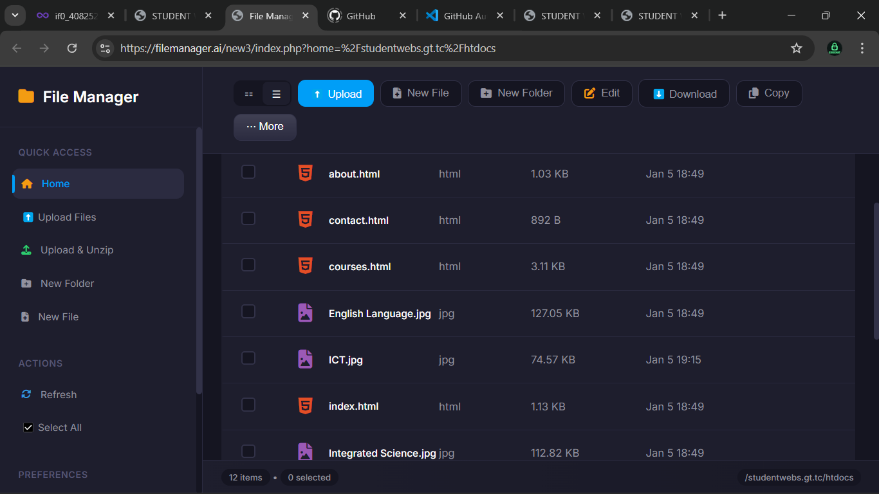 if0_40825
STUDENT
File Manag
GitHub
GitHub Au
STUDENT
STUDENT
https://filemanager.ai/new3/index.php?home=%2Fstudentwebs.gt.tc%2Fhtdocs
File Manager
Upload
New File
New Folder
Edit
Download
Copy
··· More
QUICK ACCESS
Home
Upload Files
Upload & Unzip
New Folder
New File
ACTIONS
Refresh
Select All
PREFERENCES
about.html html 1.03 KB Jan 5 18:49
contact.html html 892 B Jan 5 18:49
courses.html html 3.11 KB Jan 5 18:49
English Language.jpg jpg 127.05 KB Jan 5 18:49
ICT.jpg jpg 74.57 KB Jan 5 19:15
index.html html 1.13 KB Jan 5 18:49
Integrated Science.jpg jpg 112.82 KB Jan 5 18:49
12 items • 0 selected /studentwebs.gt.tc/htdocs